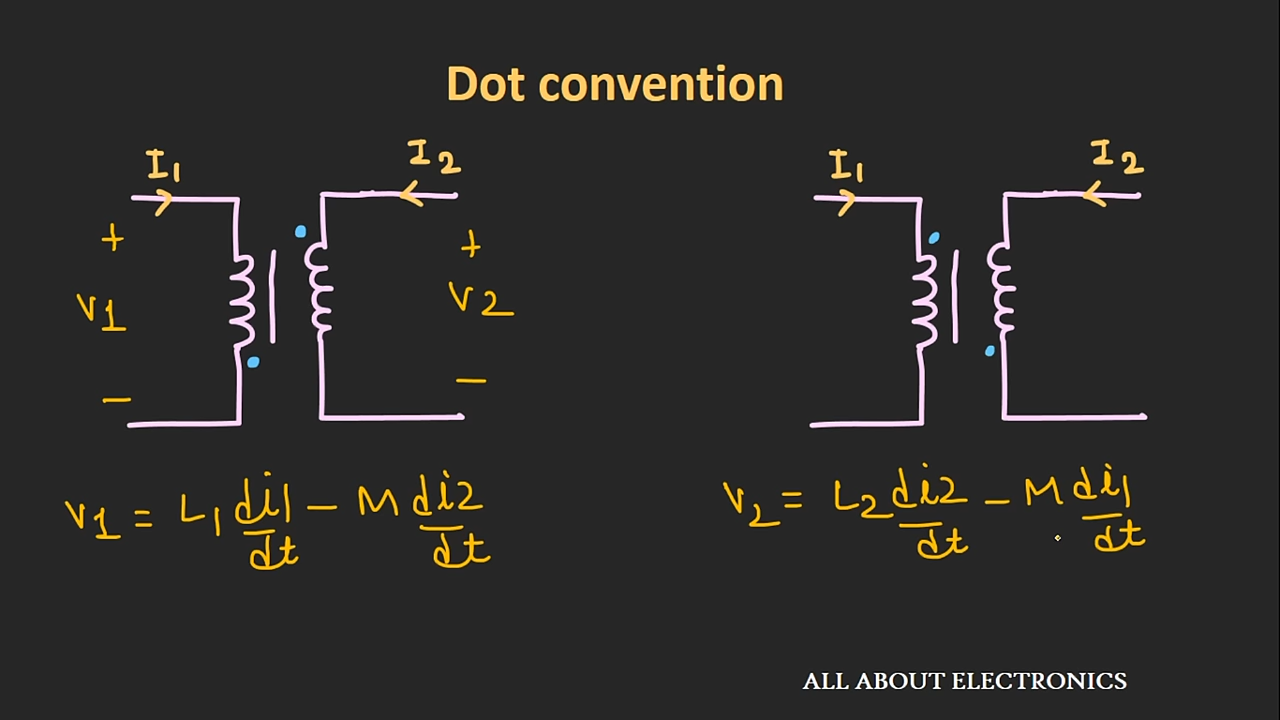 Dot convention
I1 I2 I1 I2
+ +
V1 V2
− −
V1 = L1 di1/dt − M di2/dt
V2 = L2 di2/dt − M di1/dt
ALL ABOUT ELECTRONICS